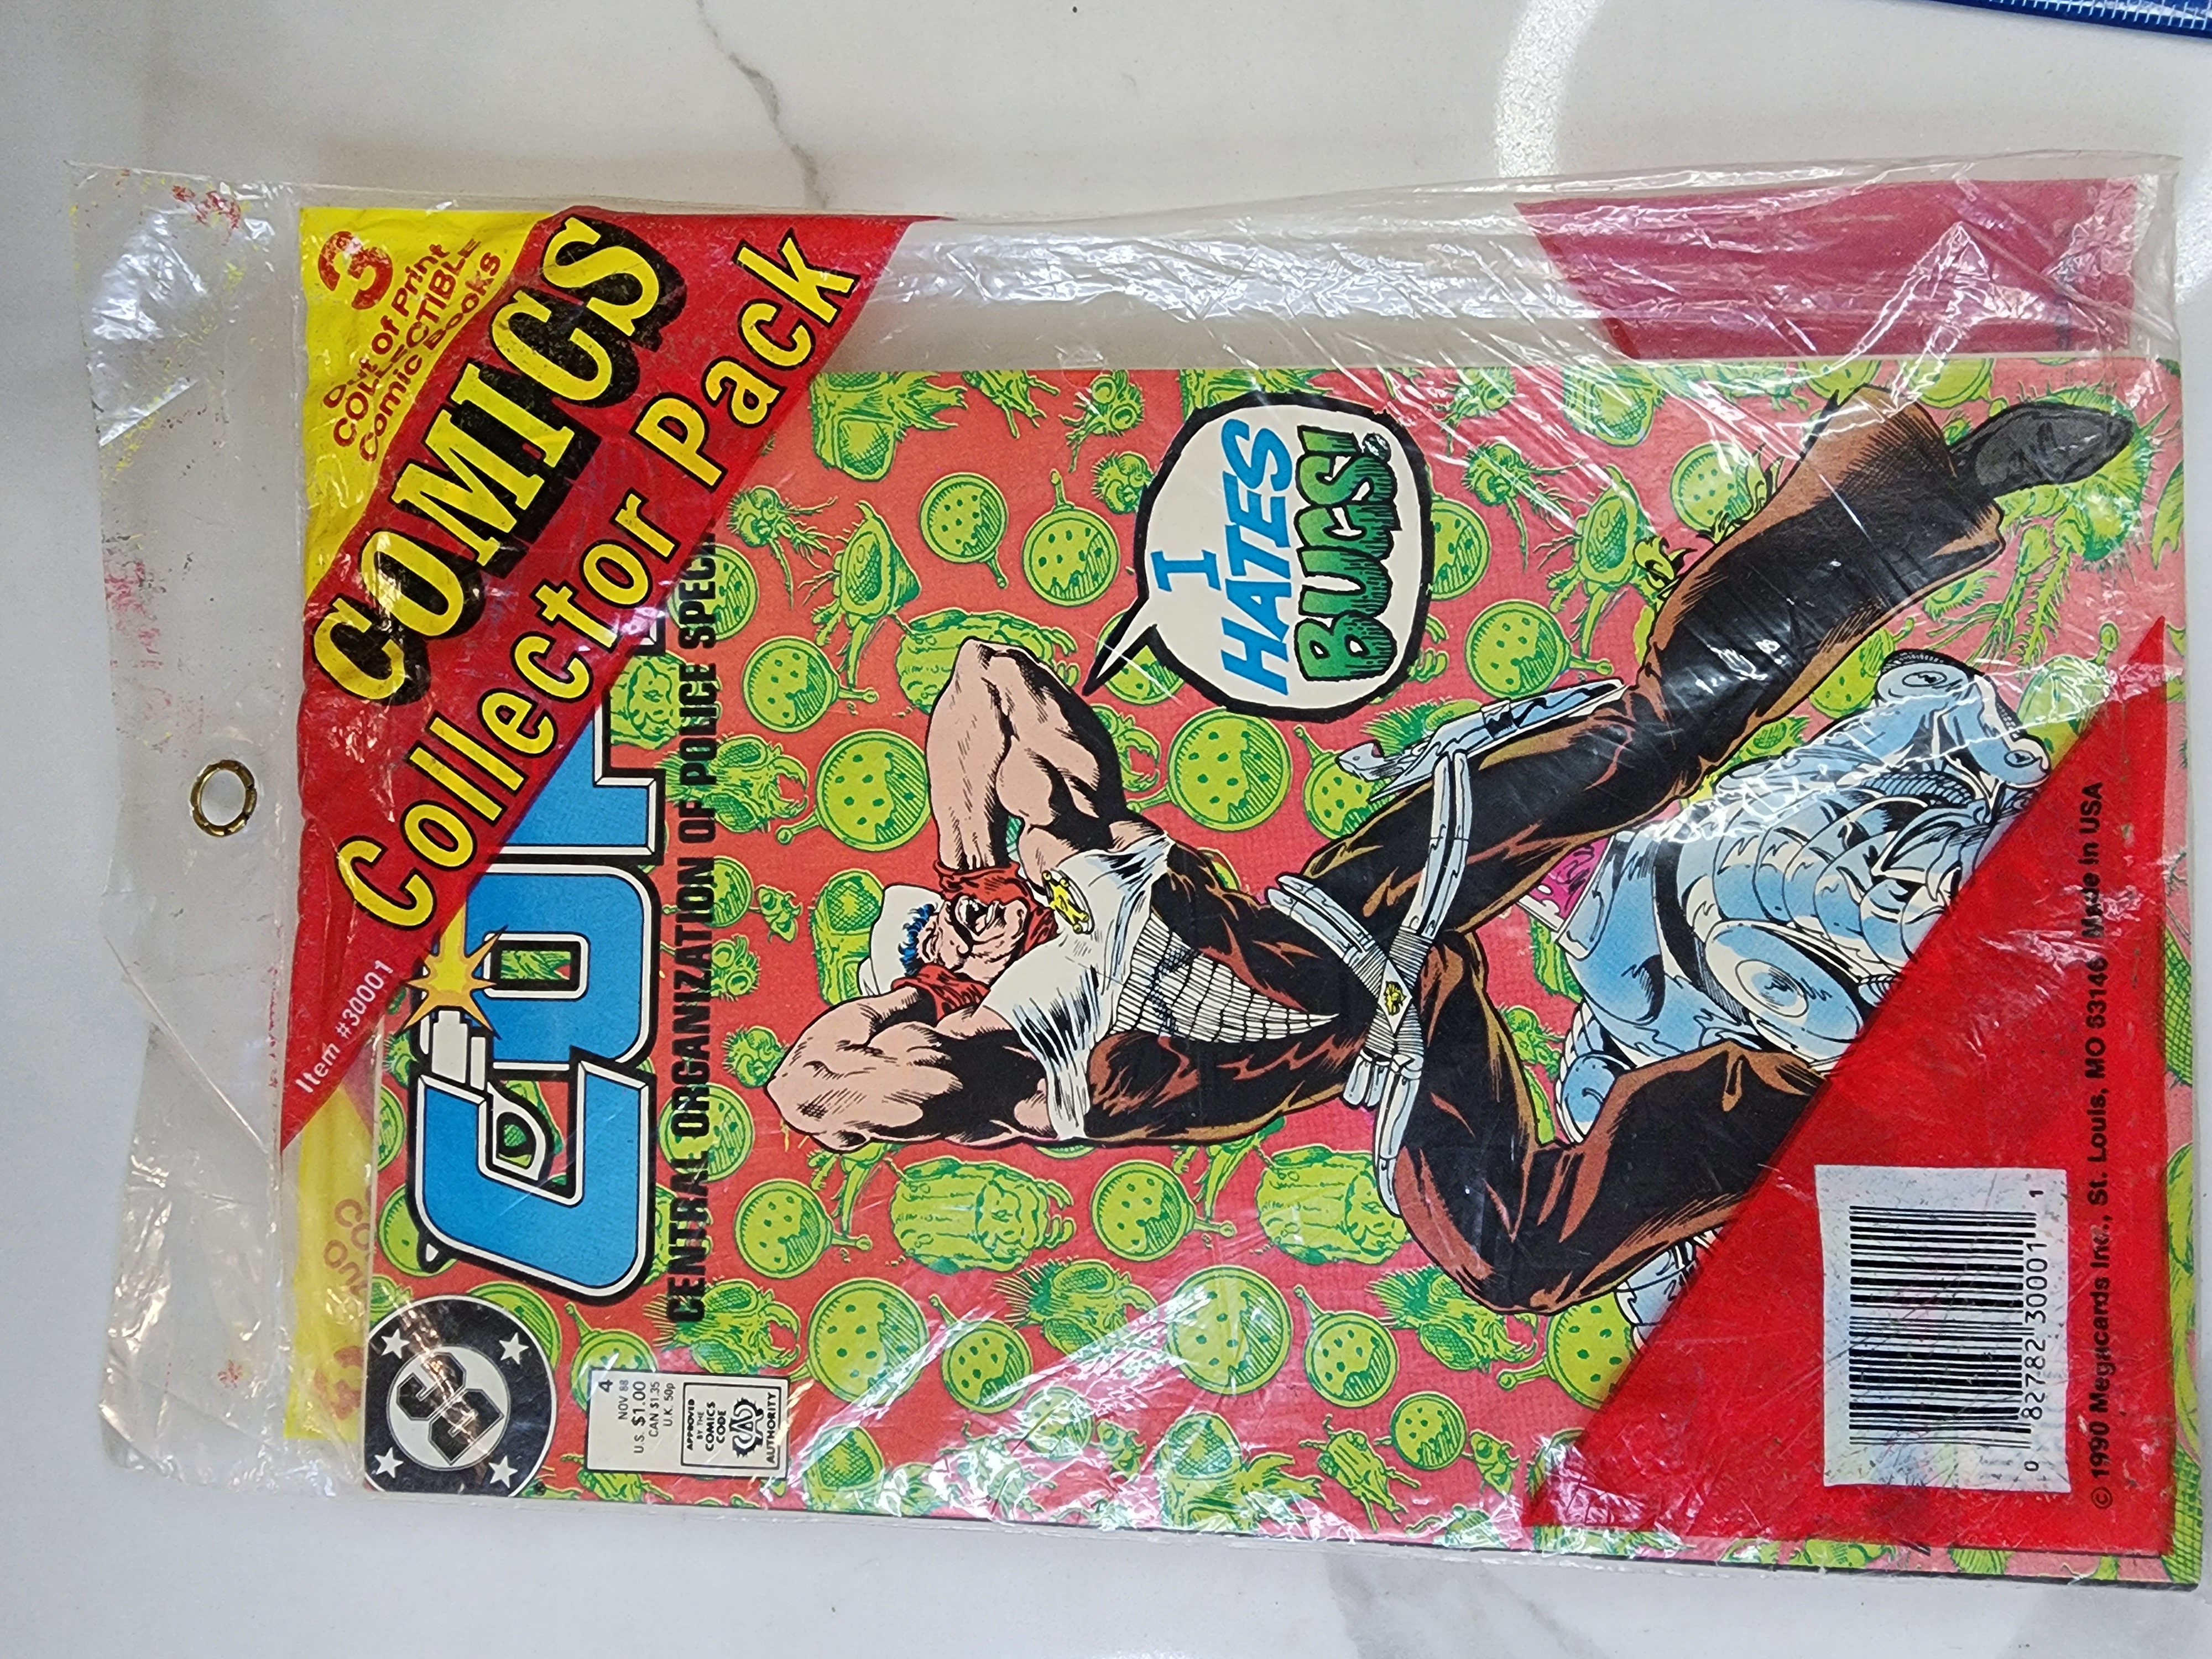 3
Out of Print
COLLECTIBLE
Comic Books
COMICS
Collector Pack
Item #30001
DC
CENTRAL ORGANIZATION OF POLICE
4
NOV 88
U.S. $1.00
CAN $1.35
U.K. 50p
APPROVED
BY THE
COMICS
CODE
CA
AUTHORITY
I
HATES
BUGS!
0 82782 30001 1
© 1990 Megacards Inc., St. Louis, MO 63146 Made in USA